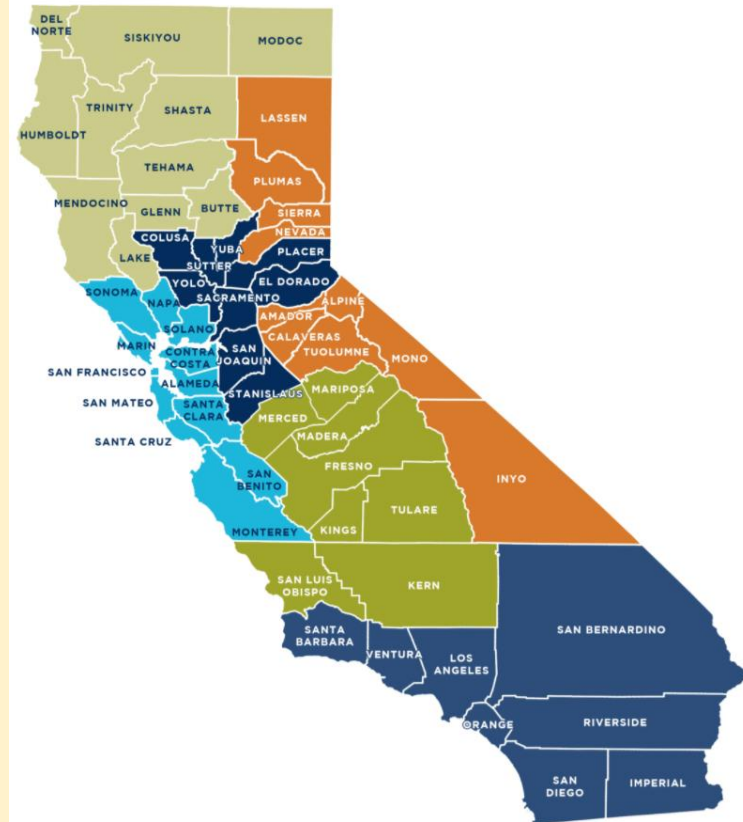 DEL
NORTE
SISKIYOU
MODOC
TRINITY
SHASTA
LASSEN
HUMBOLDT
TEHAMA
PLUMAS
MENDOCINO
GLENN
BUTTE
SIERRA
NEVADA
COLUSA
YUBA
PLACER
LAKE
SUTTER
YOLO
EL DORADO
SONOMA
NAPA
SACRAMENTO
ALPINE
AMADOR
SOLANO
CALAVERAS
MARIN
CONTRA
COSTA
SAN
JOAQUIN
TUOLUMNE
MONO
SAN FRANCISCO
ALAMEDA
STANISLAUS
MARIPOSA
SAN MATEO
SANTA
CLARA
MERCED
MADERA
SANTA CRUZ
FRESNO
SAN
BENITO
INYO
TULARE
MONTEREY
KINGS
SAN LUIS
OBISPO
KERN
SANTA
BARBARA
VENTURA
LOS
ANGELES
SAN BERNARDINO
ORANGE
RIVERSIDE
SAN
DIEGO
IMPERIAL